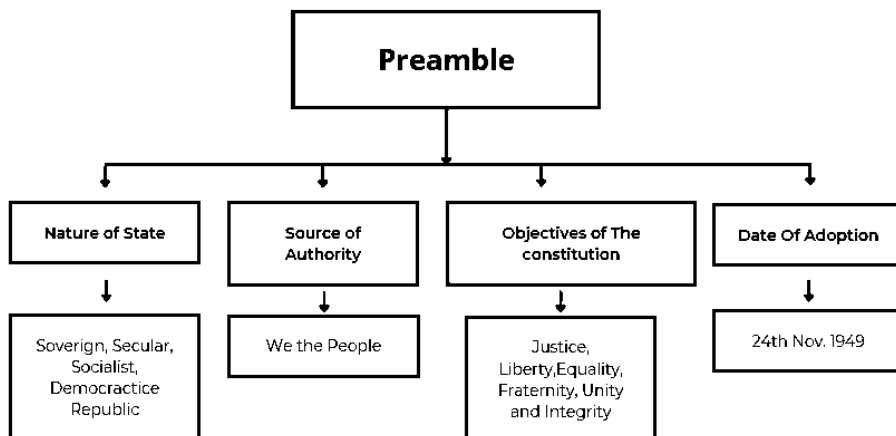 Preamble
Nature of State
Source of
Authority
Objectives of The
constitution
Date Of Adoption
Soverign, Secular,
Socialist,
Democractice
Republic
We the People
Justice,
Liberty,Equality,
Fraternity, Unity
and Integrity
24th Nov. 1949